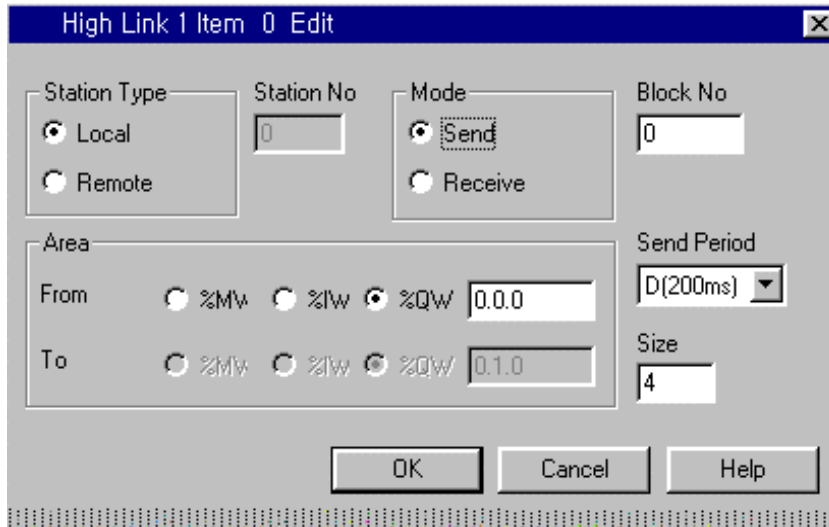 High Link 1 Item 0 Edit
Station Type
Local
Remote
Station No
0
Mode
Send
Receive
Block No
0
Area
From %MW %IW %QW 0.0.0
To %MW %IW %QW 0.1.0
Send Period
D(200ms)
Size
4
OK Cancel Help